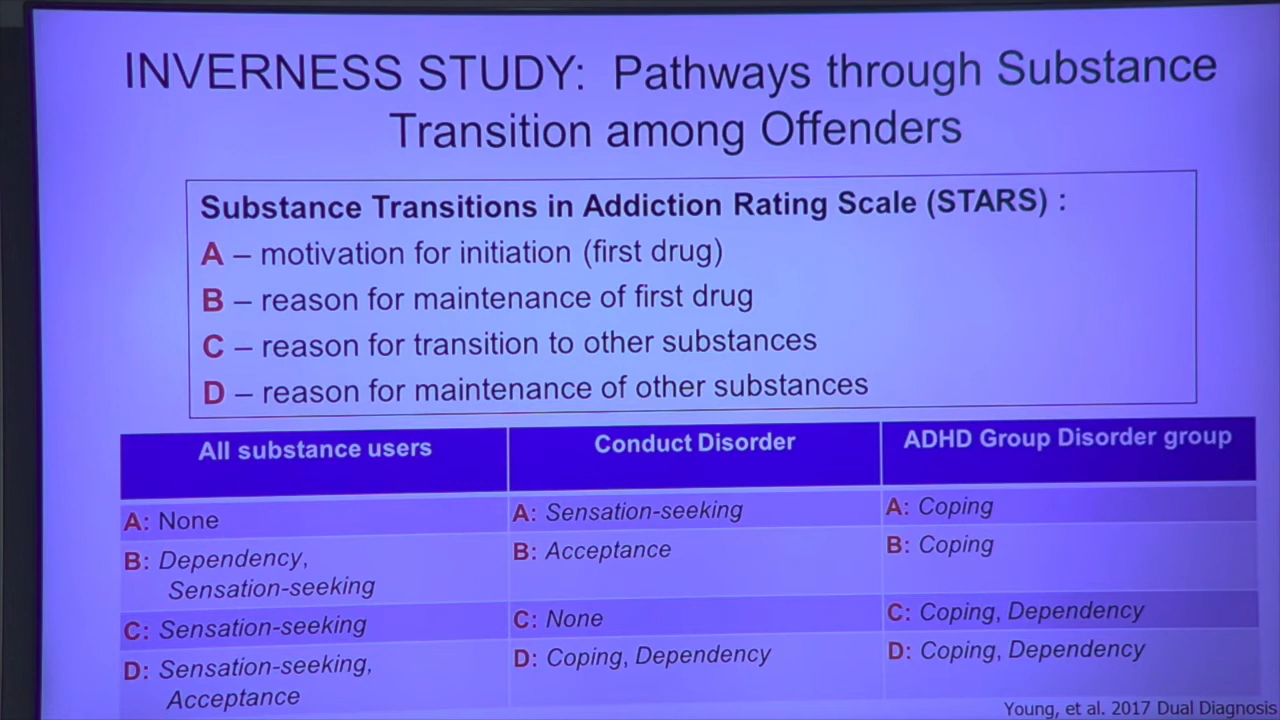 INVERNESS STUDY: Pathways through Substance
Transition among Offenders
Substance Transitions in Addiction Rating Scale (STARS) :
A – motivation for initiation (first drug)
B – reason for maintenance of first drug
C – reason for transition to other substances
D – reason for maintenance of other substances
All substance users
Conduct Disorder
ADHD Group Disorder group
A: None
A: Sensation-seeking
A: Coping
B: Dependency,
Sensation-seeking
B: Acceptance
B: Coping
C: Sensation-seeking
C: None
C: Coping, Dependency
D: Sensation-seeking,
Acceptance
D: Coping, Dependency
D: Coping, Dependency
Young, et al. 2017 Dual Diagnosis